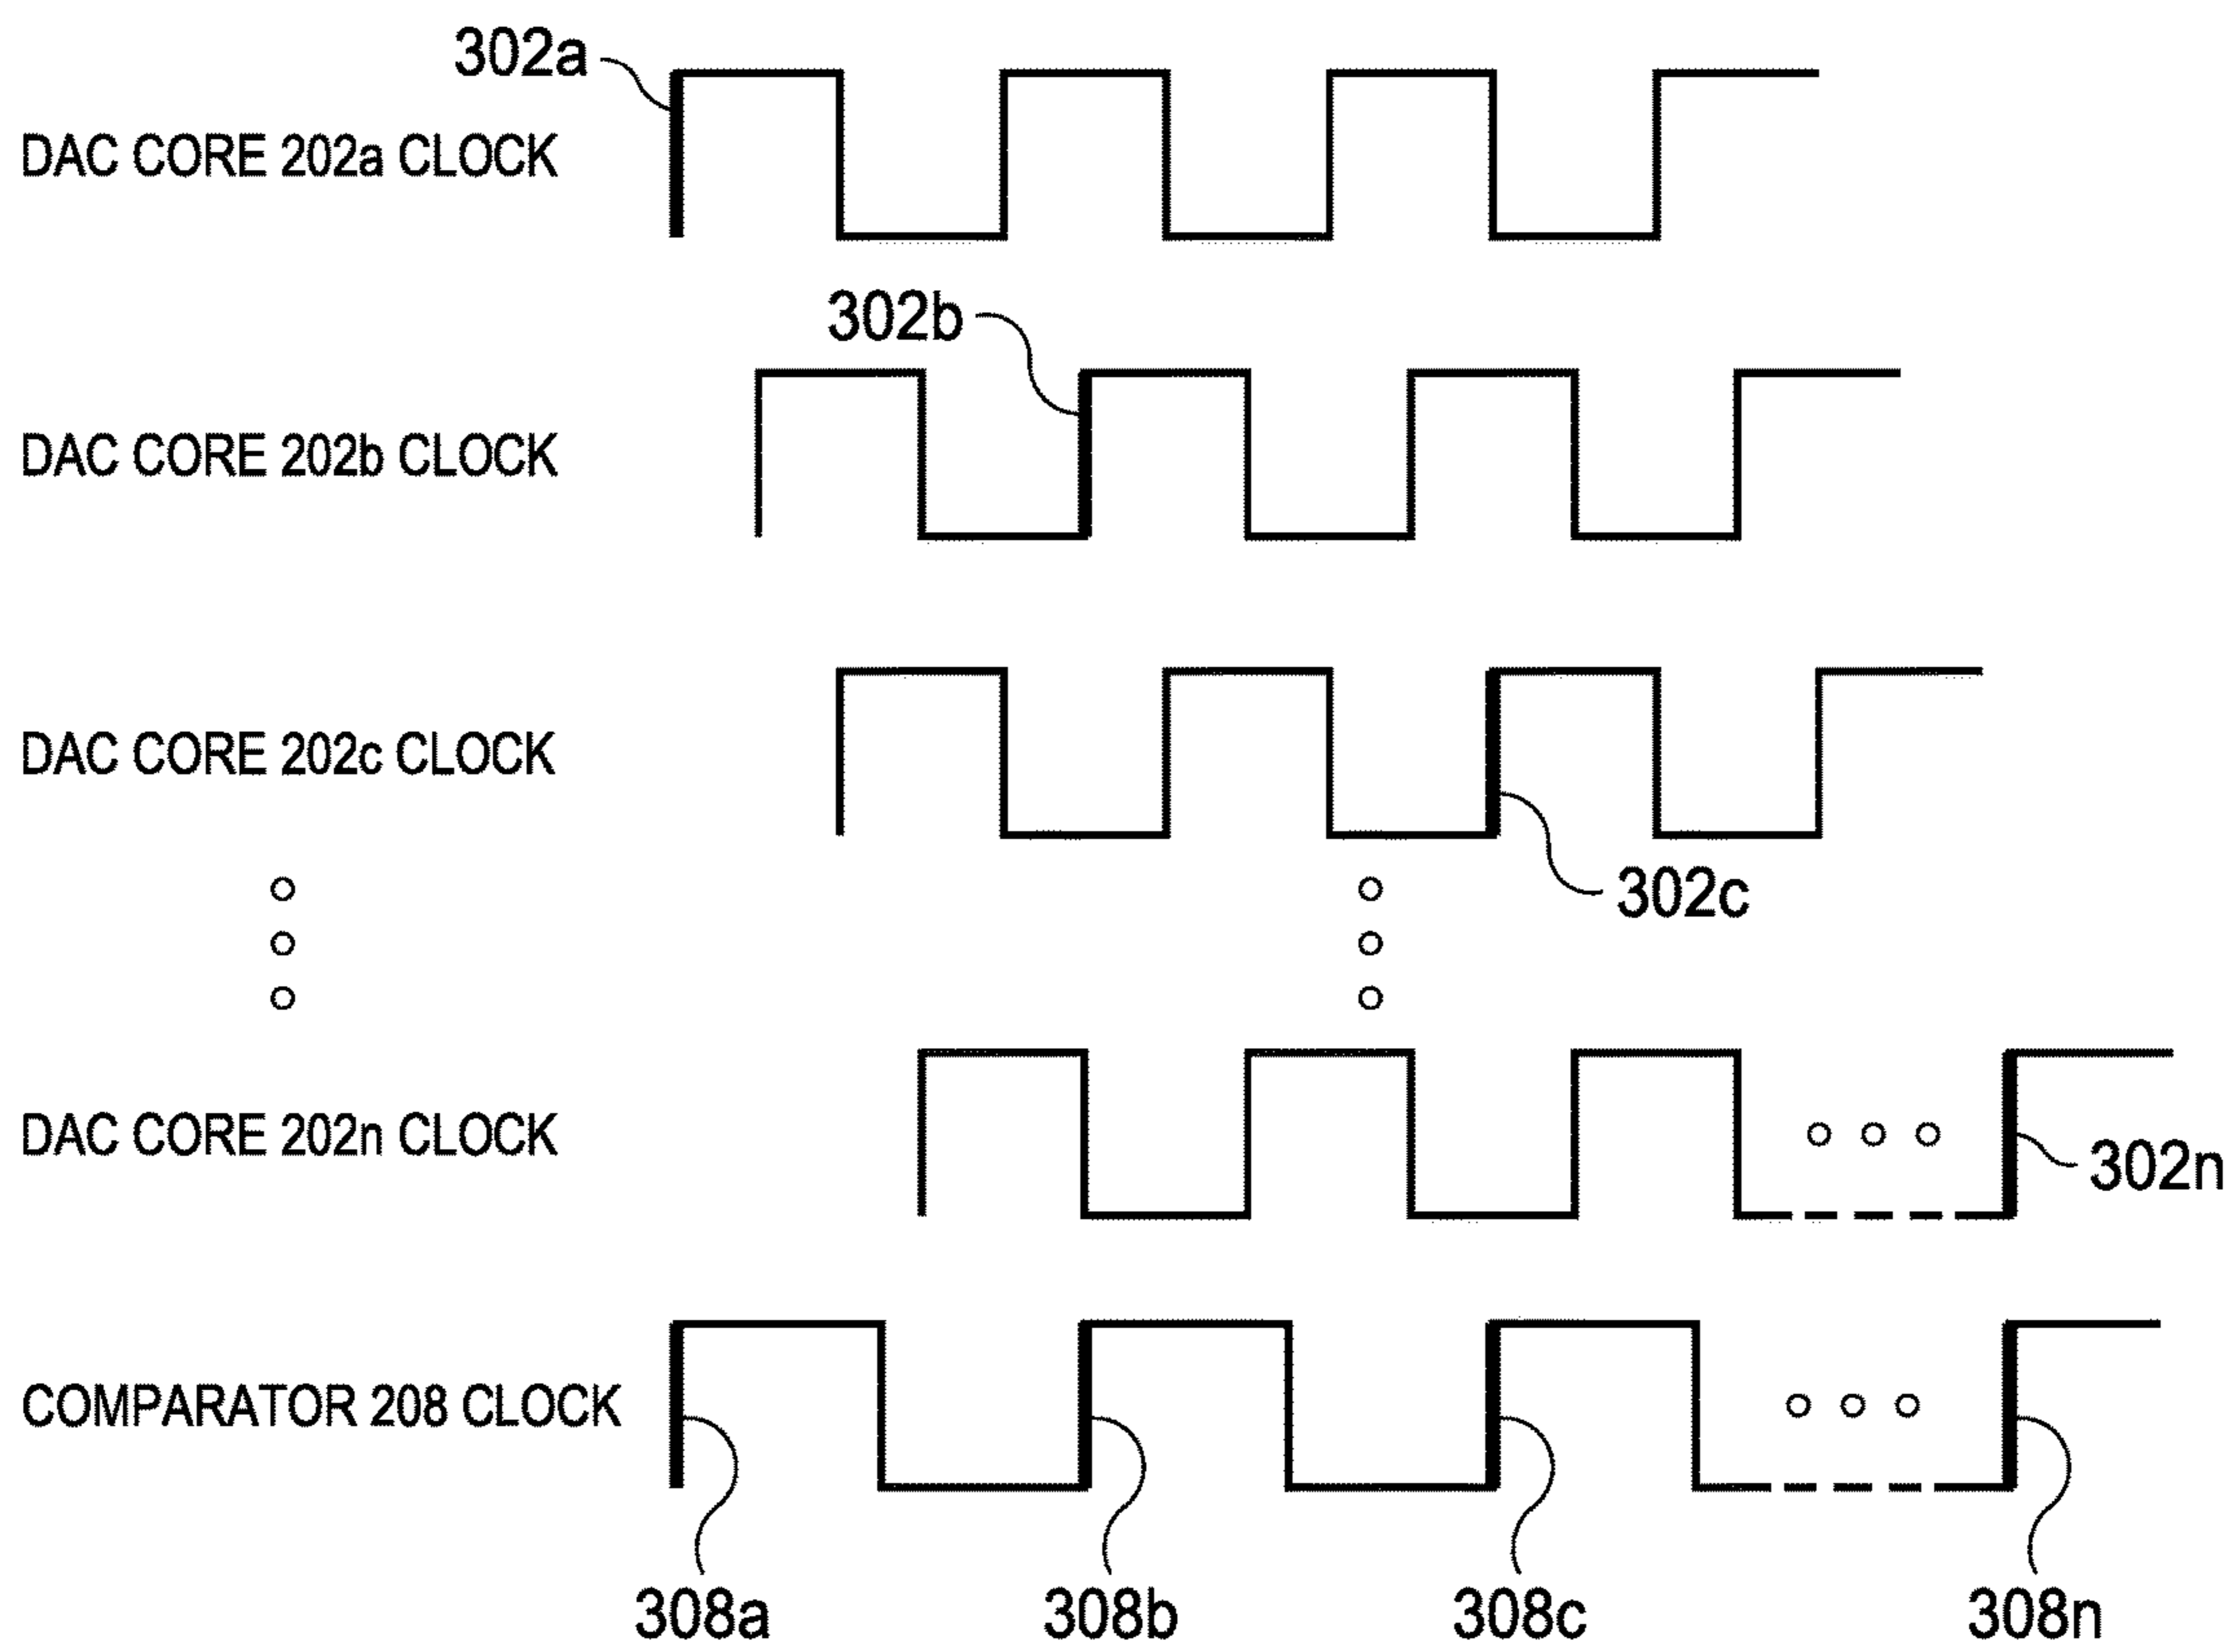 302a
DAC CORE 202a CLOCK
302b
DAC CORE 202b CLOCK
DAC CORE 202c CLOCK
302c
DAC CORE 202n CLOCK
302n
COMPARATOR 208 CLOCK
308a 308b 308c 308n